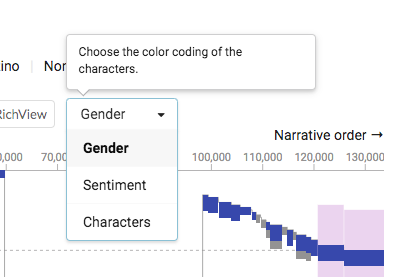 Choose the color coding of the
characters.
ino
Nor
RichView
Gender
Narrative order →
Gender
0,000
70,00
100,000
110,000
120,000
130,000
Sentiment
Characters